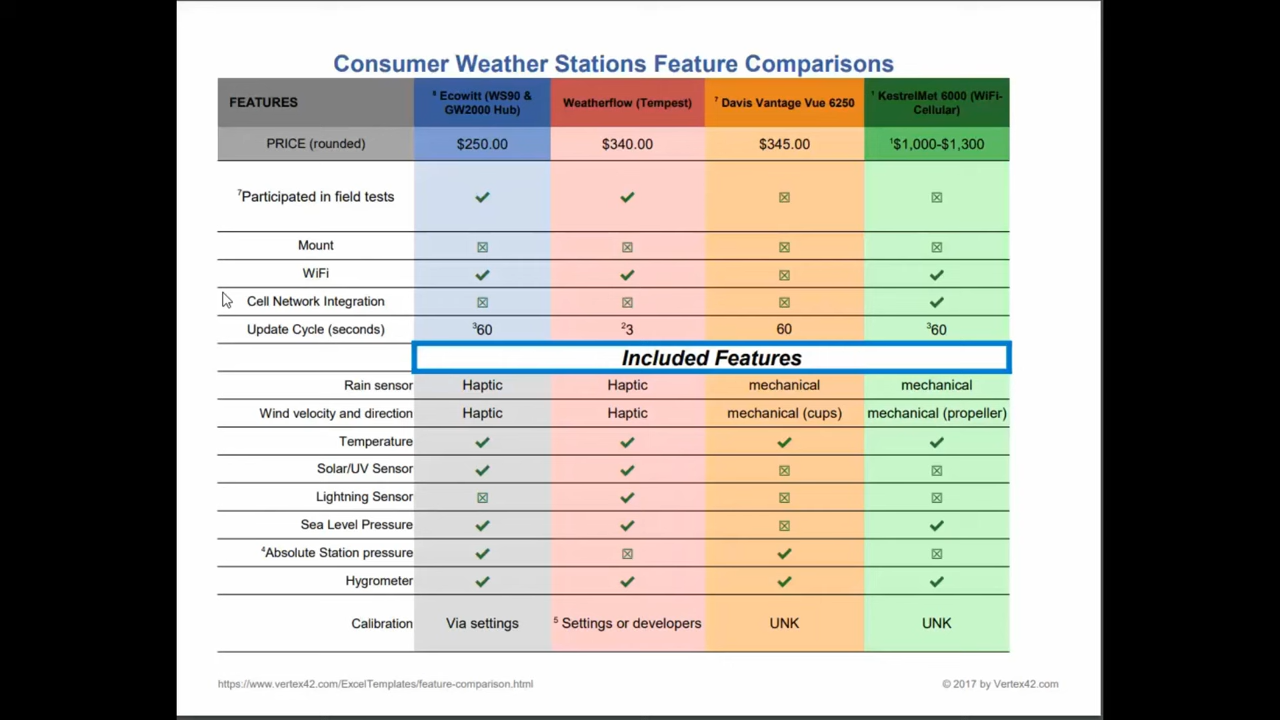 Consumer Weather Stations Feature Comparisons
FEATURES ⁸ Ecowitt (WS90 & GW2000 Hub) Weatherflow (Tempest) ⁷ Davis Vantage Vue 6250 ¹ KestrelMet 6000 (WiFi-Cellular)
PRICE (rounded) $250.00 $340.00 $345.00 ¹$1,000-$1,300
⁷Participated in field tests ✔ ✔ ☒ ☒
Mount ☒ ☒ ☒ ☒
WiFi ✔ ✔ ☒ ✔
Cell Network Integration ☒ ☒ ☒ ✔
Update Cycle (seconds) ³60 ²3 60 ³60
Included Features
Rain sensor Haptic Haptic mechanical mechanical
Wind velocity and direction Haptic Haptic mechanical (cups) mechanical (propeller)
Temperature ✔ ✔ ✔ ✔
Solar/UV Sensor ✔ ✔ ☒ ☒
Lightning Sensor ☒ ✔ ☒ ☒
Sea Level Pressure ✔ ✔ ☒ ✔
⁴Absolute Station pressure ✔ ☒ ✔ ☒
Hygrometer ✔ ✔ ✔ ✔
Calibration Via settings ⁵ Settings or developers UNK UNK
https://www.vertex42.com/ExcelTemplates/feature-comparison.html © 2017 by Vertex42.com